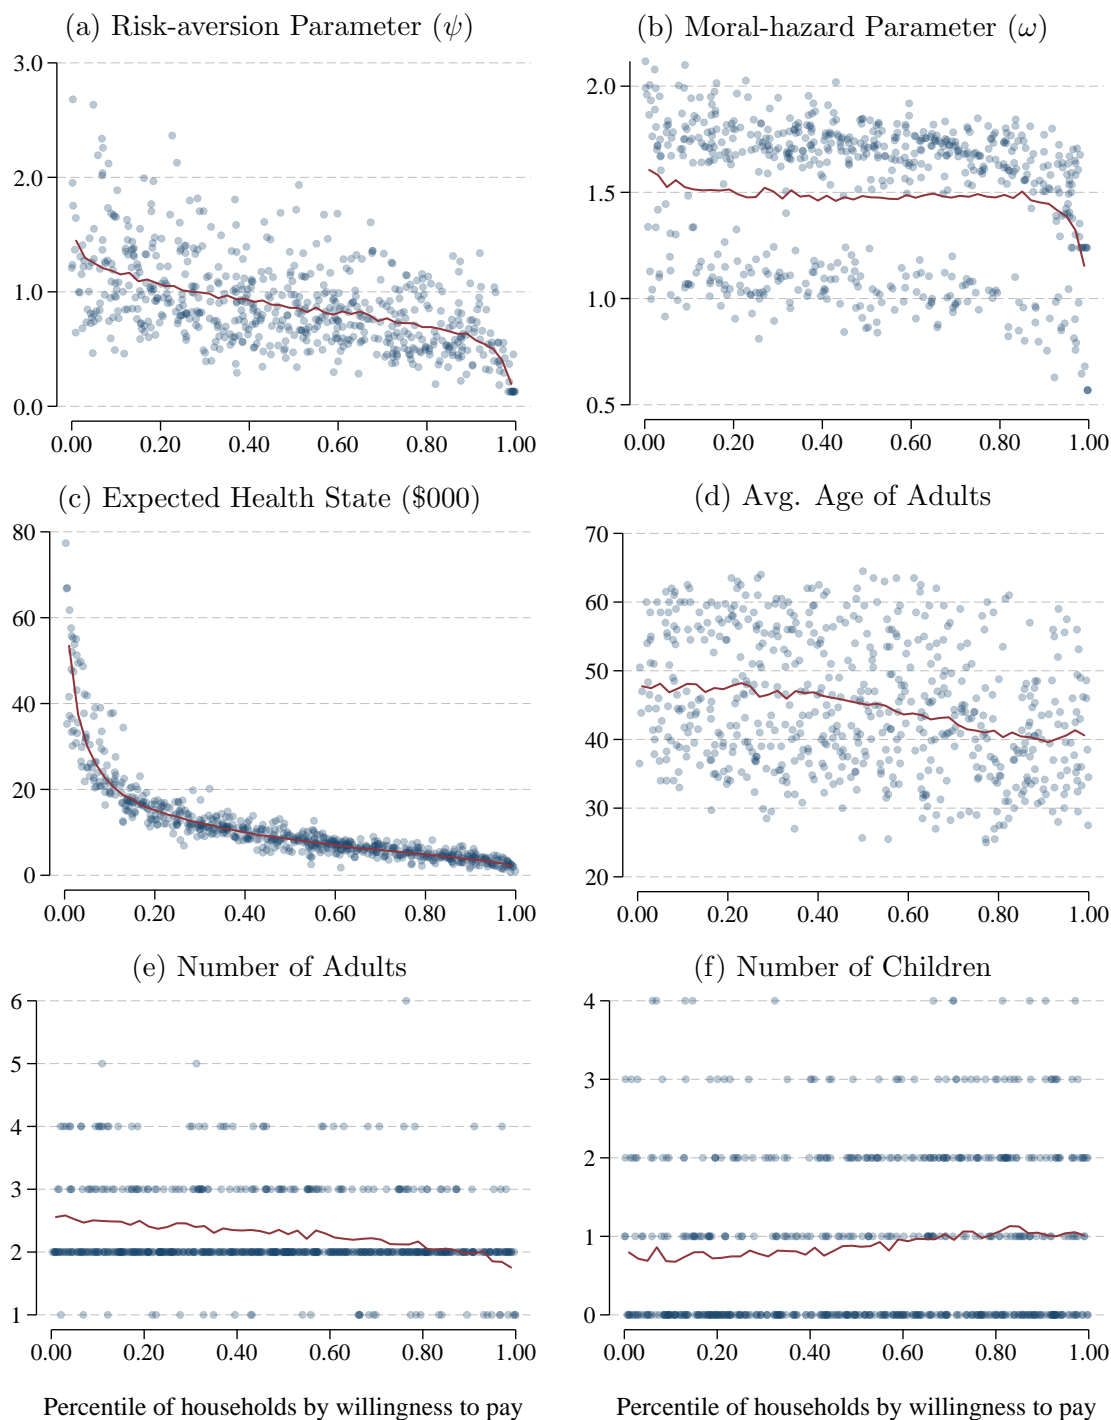 (a) Risk-aversion Parameter (ψ)
3.0
2.0
1.0
0.0
0.00 0.20 0.40 0.60 0.80 1.00
(b) Moral-hazard Parameter (ω)
2.0
1.5
1.0
0.5
0.00 0.20 0.40 0.60 0.80 1.00
(c) Expected Health State ($000)
80
60
40
20
0
0.00 0.20 0.40 0.60 0.80 1.00
(d) Avg. Age of Adults
70
60
50
40
30
20
0.00 0.20 0.40 0.60 0.80 1.00
(e) Number of Adults
6
5
4
3
2
1
0.00 0.20 0.40 0.60 0.80 1.00
Percentile of households by willingness to pay
(f) Number of Children
4
3
2
1
0
0.00 0.20 0.40 0.60 0.80 1.00
Percentile of households by willingness to pay